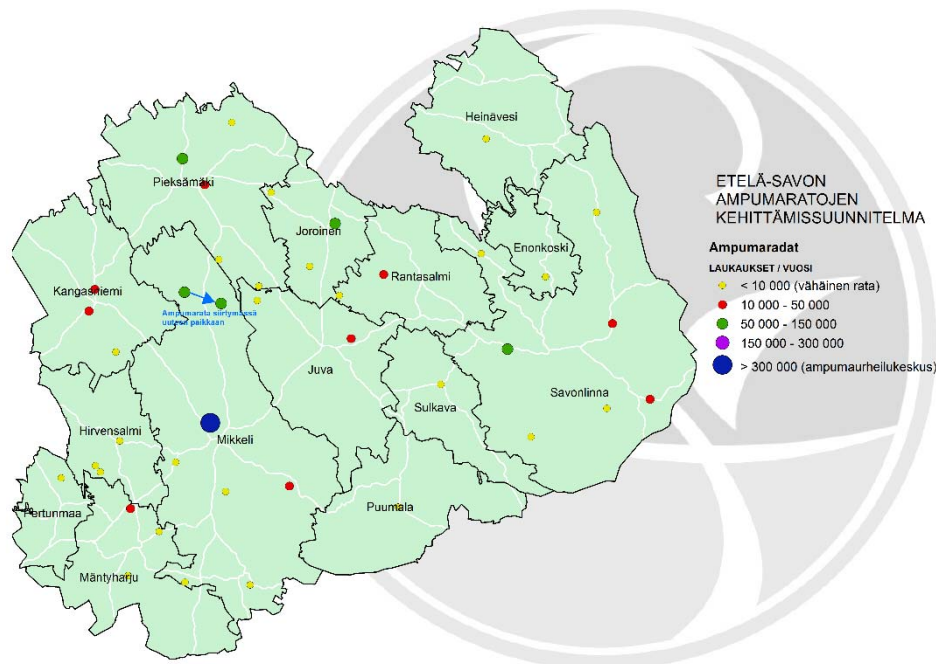 Heinävesi
Pieksämäki
Joroinen
Enonkoski
Rantasalmi
Kangasniemi
Ampumarata siirtymässä
uuteen paikkaan
Juva
Savonlinna
Sulkava
Hirvensalmi
Mikkeli
Puumala
Pertunmaa
Mäntyharju
ETELÄ-SAVON
AMPUMARATOJEN
KEHITTÄMISSUUNNITELMA
Ampumaradat
LAUKAUKSET / VUOSI
< 10 000 (vähäinen rata)
10 000 - 50 000
50 000 - 150 000
150 000 - 300 000
> 300 000 (ampumaurheilukeskus)